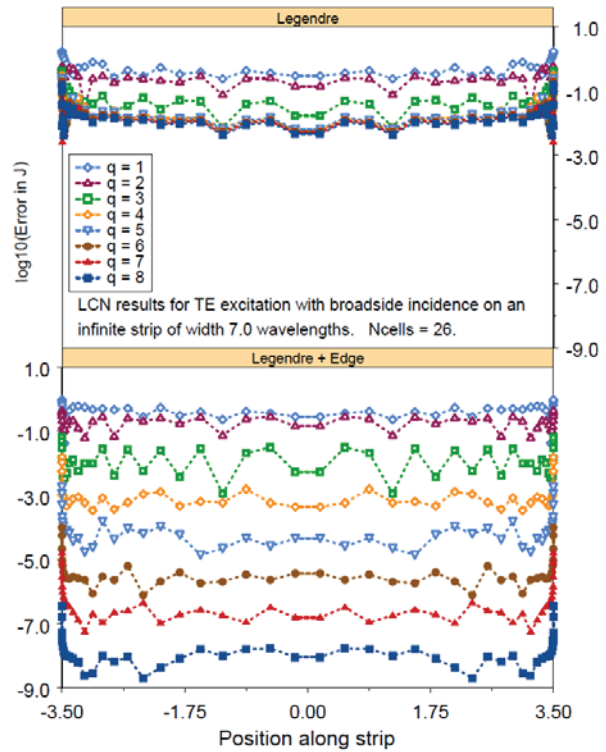 Legendre
1.0
-1.0
-3.0
-5.0
-7.0
-9.0
log10(Error in J)
q = 1
q = 2
q = 3
q = 4
q = 5
q = 6
q = 7
q = 8
LCN results for TE excitation with broadside incidence on an
infinite strip of width 7.0 wavelengths. Ncells = 26.
Legendre + Edge
1.0
-1.0
-3.0
-5.0
-7.0
-9.0
-3.50
-1.75
0.00
1.75
3.50
Position along strip